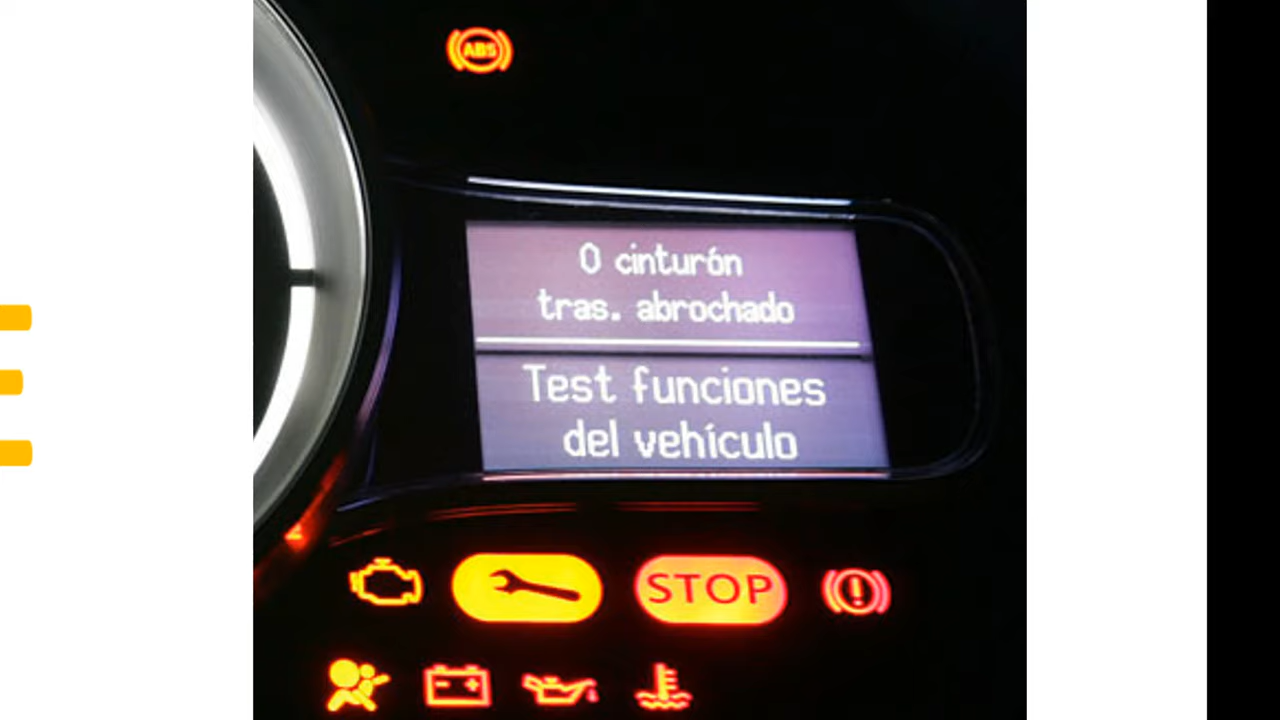 ABS
0 cinturón
tras. abrochado
Test funciones
del vehículo
STOP